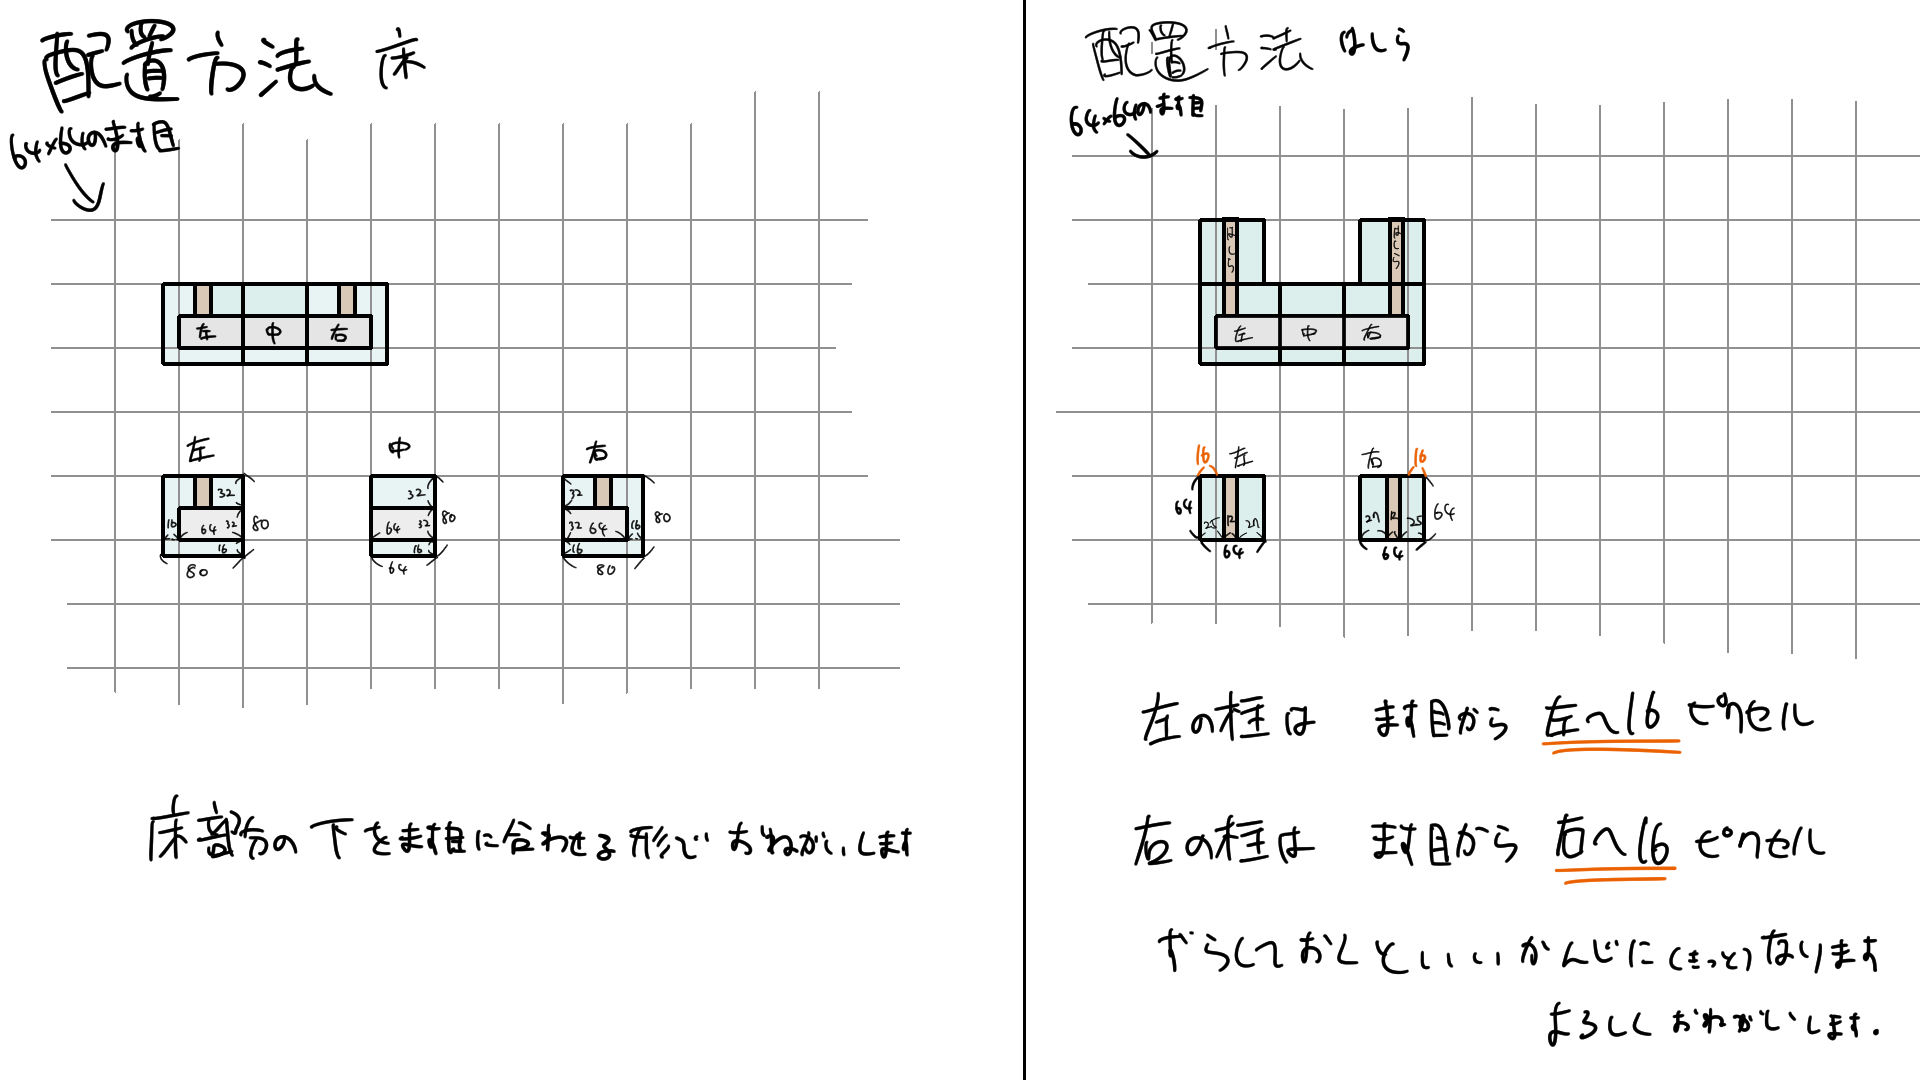 配置方法 床
64×64のます目
左 中 右
左 中 右
32 32 32
16 64 32 80 64 32 80 32 64 16 80
16 16 16
80 64 80
床部分の下をます目に合わせる形でおねがいします
配置方法 はしら
64×64のます目
はしら はしら
左 中 右
16 左 右 16
64 25 12 27 27 12 25 64
64 64
左の柱は ます目から 左へ16 ピクセル
右の柱は ます目から 右へ16 ピクセル
ずらしておくといいかんじに(きっと)なります
よろしくおねがいします.